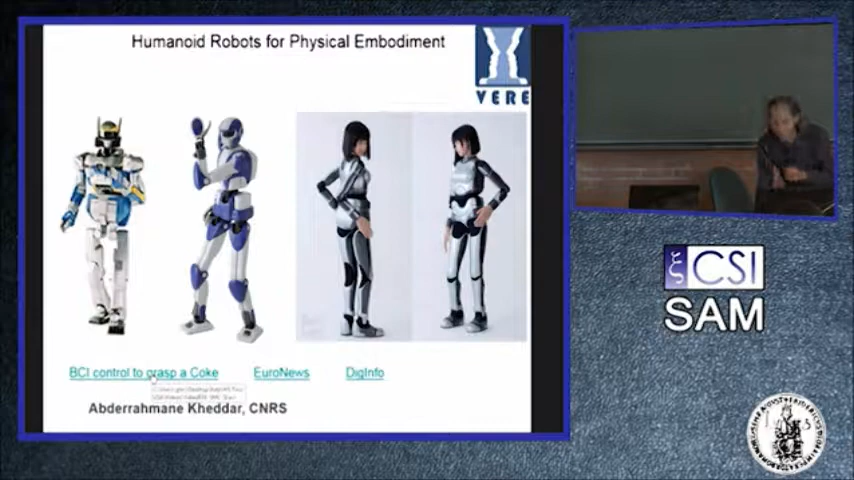 Humanoid Robots for Physical Embodiment
VERE
BCI control to grasp a Coke
EuroNews
DigInfo
Abderrahmane Kheddar, CNRS
ξ CSI
SAM